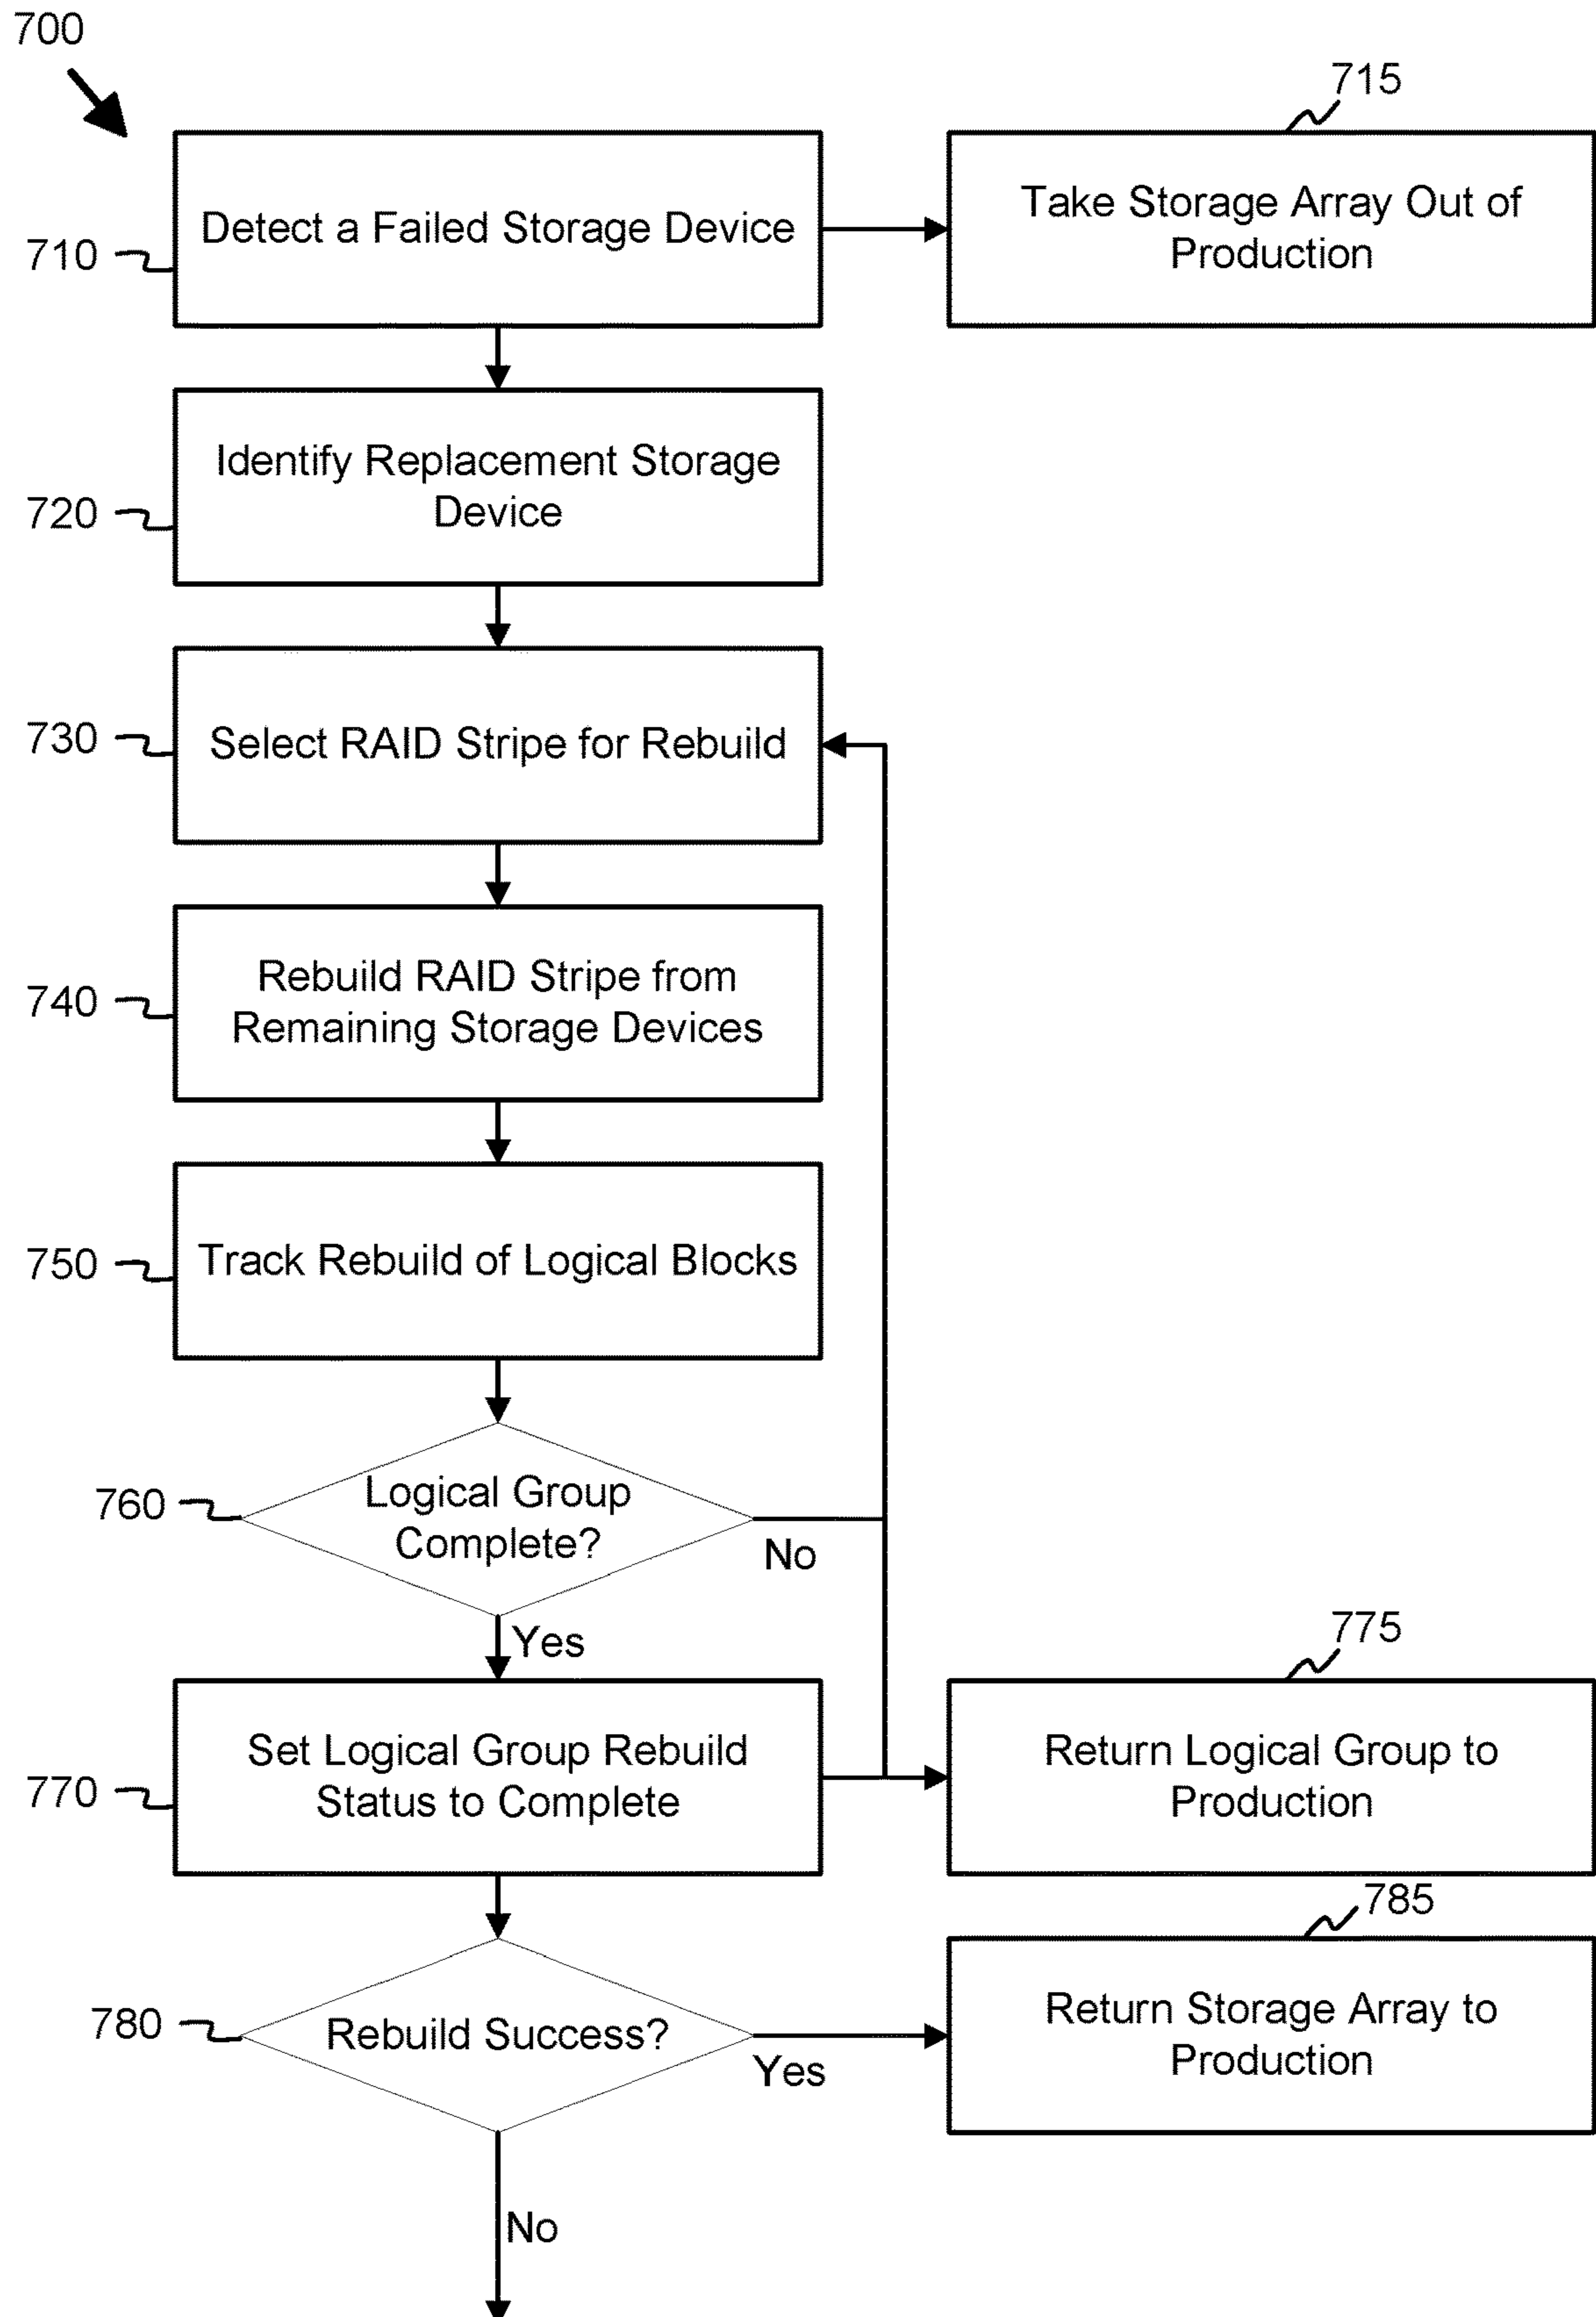 700
715
Detect a Failed Storage Device
Take Storage Array Out of
Production
710
Identify Replacement Storage
Device
720
730
Select RAID Stripe for Rebuild
Rebuild RAID Stripe from
Remaining Storage Devices
740
750
Track Rebuild of Logical Blocks
760
Logical Group
Complete?
No
Yes
775
Set Logical Group Rebuild
Status to Complete
770
Return Logical Group to
Production
785
780
Rebuild Success?
Yes
Return Storage Array to
Production
No